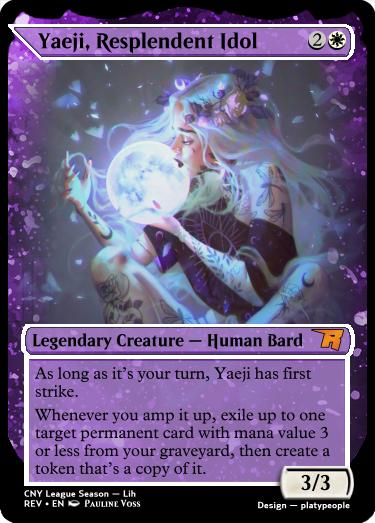 Yaeji, Resplendent Idol 2
Legendary Creature — Human Bard
As long as it's your turn, Yaeji has first
strike.
Whenever you amp it up, exile up to one
target permanent card with mana value 3
or less from your graveyard, then create a
token that's a copy of it.
3/3
CNY League Season — Lih
REV • EN Pauline Voss
Design — platypeople